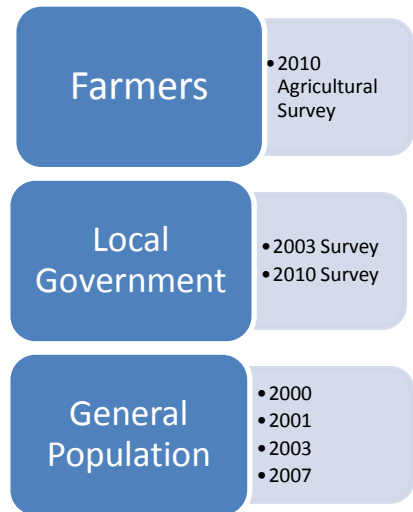 Farmers
• 2010
Agricultural
Survey
Local
Government
• 2003 Survey
• 2010 Survey
General
Population
• 2000
• 2001
• 2003
• 2007